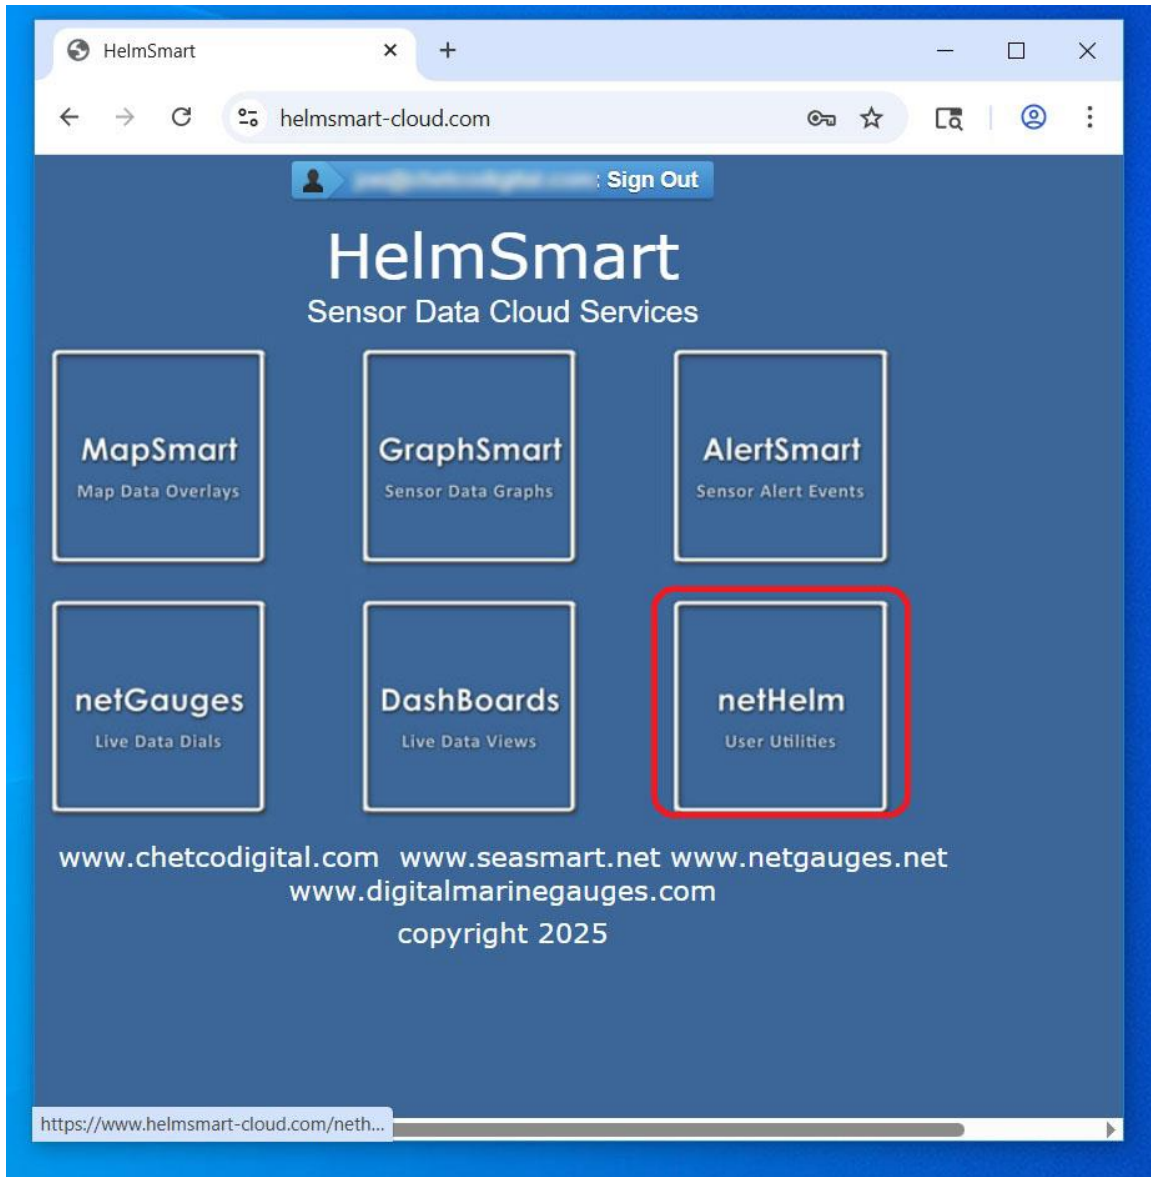 HelmSmart
helmsmart-cloud.com
: Sign Out
HelmSmart
Sensor Data Cloud Services
MapSmart
Map Data Overlays
GraphSmart
Sensor Data Graphs
AlertSmart
Sensor Alert Events
netGauges
Live Data Dials
DashBoards
Live Data Views
netHelm
User Utilities
www.chetcodigital.com www.seasmart.net www.netgauges.net
www.digitalmarinegauges.com
copyright 2025
https://www.helmsmart-cloud.com/neth...